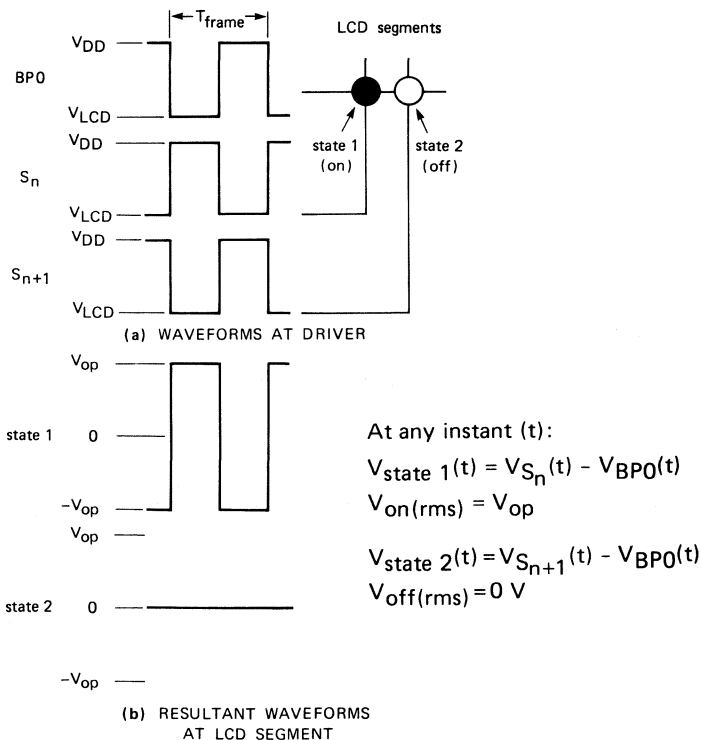 T_frame
LCD segments
V_DD
BP0
V_LCD
V_DD
state 1
(on)
state 2
(off)
S_n
V_LCD
V_DD
S_n+1
V_LCD
(a) WAVEFORMS AT DRIVER
V_op
state 1 0
-V_op
V_op
state 2 0
-V_op
At any instant (t):
V_state 1(t) = V_S_n(t) - V_BP0(t)
V_on(rms) = V_op
V_state 2(t) = V_S_n+1(t) - V_BP0(t)
V_off(rms) = 0 V
(b) RESULTANT WAVEFORMS
AT LCD SEGMENT